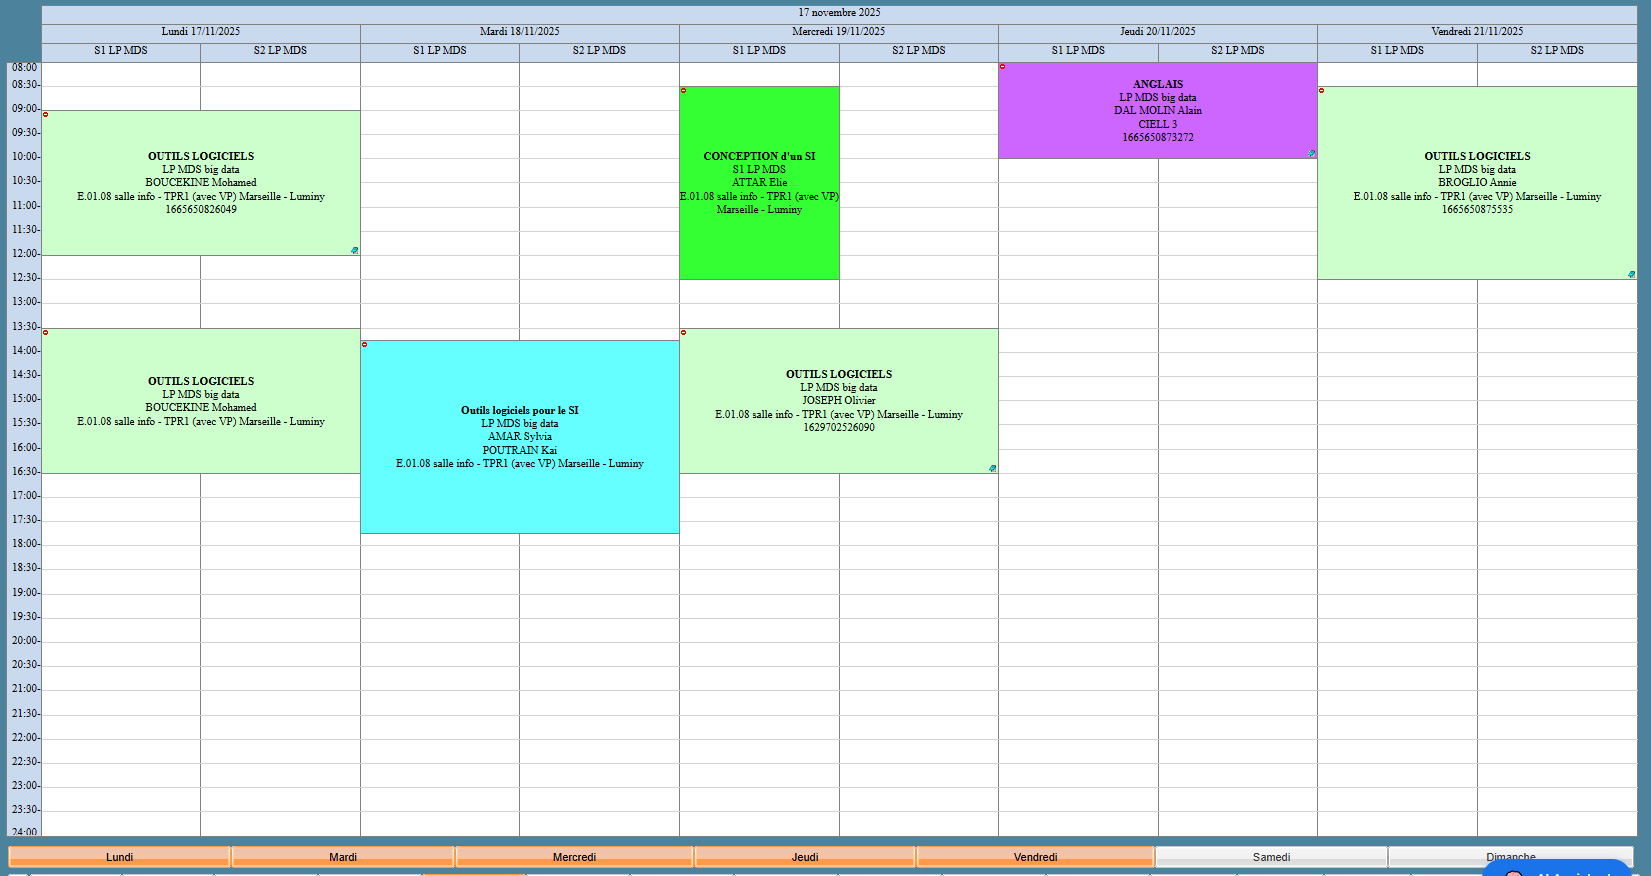 17 novembre 2025
Lundi 17/11/2025
Mardi 18/11/2025
Mercredi 19/11/2025
Jeudi 20/11/2025
Vendredi 21/11/2025
S1 LP MDS
S2 LP MDS
S1 LP MDS
S2 LP MDS
S1 LP MDS
S2 LP MDS
S1 LP MDS
S2 LP MDS
S1 LP MDS
S2 LP MDS
08:00
08:30-
09:00-
09:30-
10:00-
10:30-
11:00-
11:30-
12:00-
12:30-
13:00-
13:30-
14:00-
14:30-
15:00-
15:30-
16:00-
16:30-
17:00-
17:30-
18:00-
18:30-
19:00-
19:30-
20:00-
20:30-
21:00-
21:30-
22:00-
22:30-
23:00-
23:30-
24:00
OUTILS LOGICIELS
LP MDS big data
BOUCEKINE Mohamed
E.01.08 salle info - TPR1 (avec VP) Marseille - Luminy
1665650826049
OUTILS LOGICIELS
LP MDS big data
BOUCEKINE Mohamed
E.01.08 salle info - TPR1 (avec VP) Marseille - Luminy
Outils logiciels pour le SI
LP MDS big data
AMAR Sylvia
POUTRAIN Kai
E.01.08 salle info - TPR1 (avec VP) Marseille - Luminy
CONCEPTION d'un SI
S1 LP MDS
ATTAR Elie
E.01.08 salle info - TPR1 (avec VP)
Marseille - Luminy
OUTILS LOGICIELS
LP MDS big data
JOSEPH Olivier
E.01.08 salle info - TPR1 (avec VP) Marseille - Luminy
1629702526090
ANGLAIS
LP MDS big data
DAL MOLIN Alain
CIELL 3
1665650873272
OUTILS LOGICIELS
LP MDS big data
BROGLIO Annie
E.01.08 salle info - TPR1 (avec VP) Marseille - Luminy
1665650875535
Lundi
Mardi
Mercredi
Jeudi
Vendredi
Samedi
Dimanche